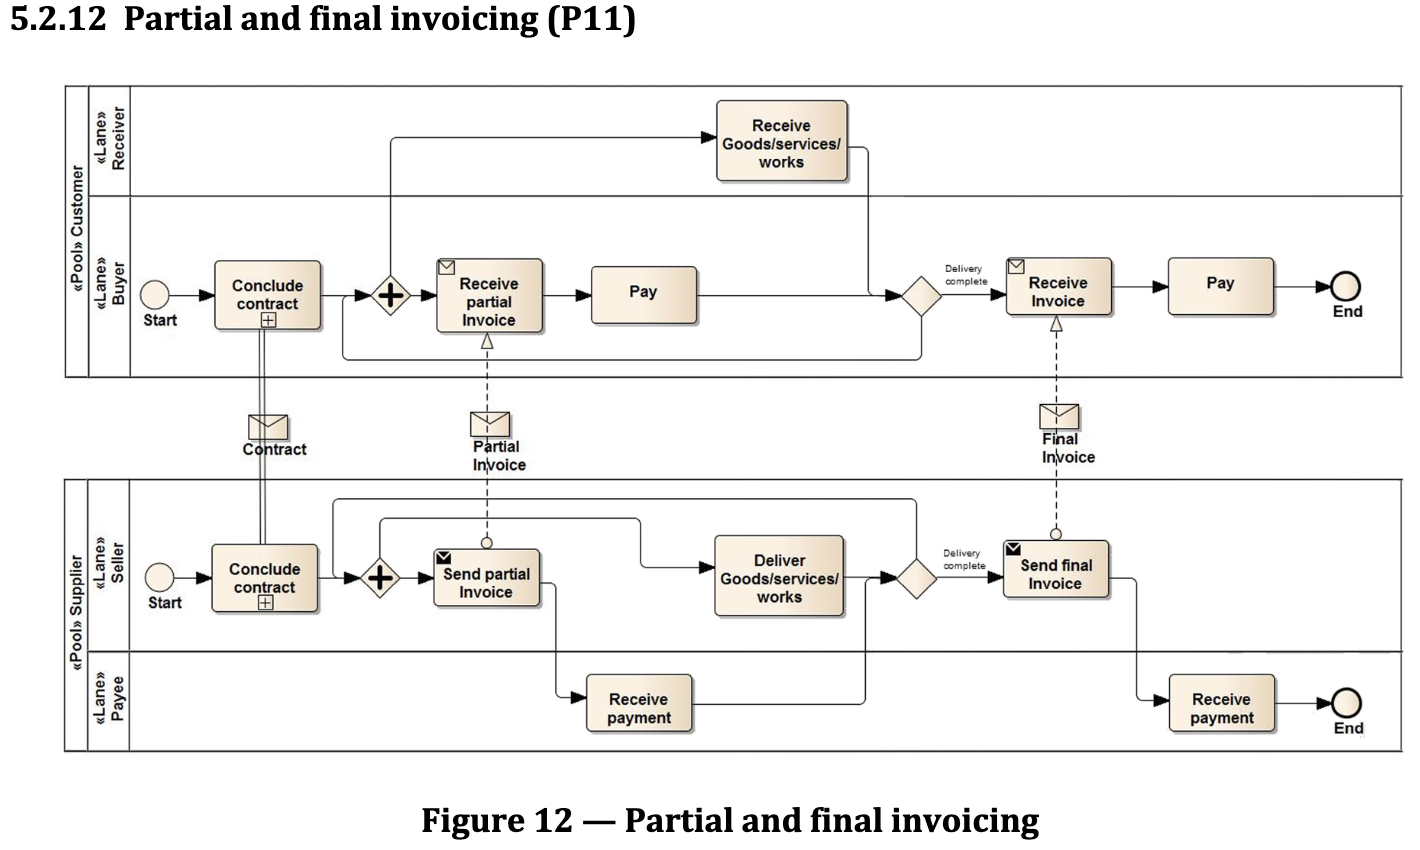 5.2.12 Partial and final invoicing (P11)
«Pool» Customer
«Lane»
Receiver
Receive
Goods/services/
works
«Lane»
Buyer
Start
Conclude
contract
Receive
partial
Invoice
Pay
Delivery
complete
Receive
Invoice
Pay
End
Contract
Partial
Invoice
Final
Invoice
«Pool» Supplier
«Lane»
Seller
Start
Conclude
contract
Send partial
Invoice
Deliver
Goods/services/
works
Delivery
complete
Send final
Invoice
«Lane»
Payee
Receive
payment
Receive
payment
End
Figure 12 — Partial and final invoicing